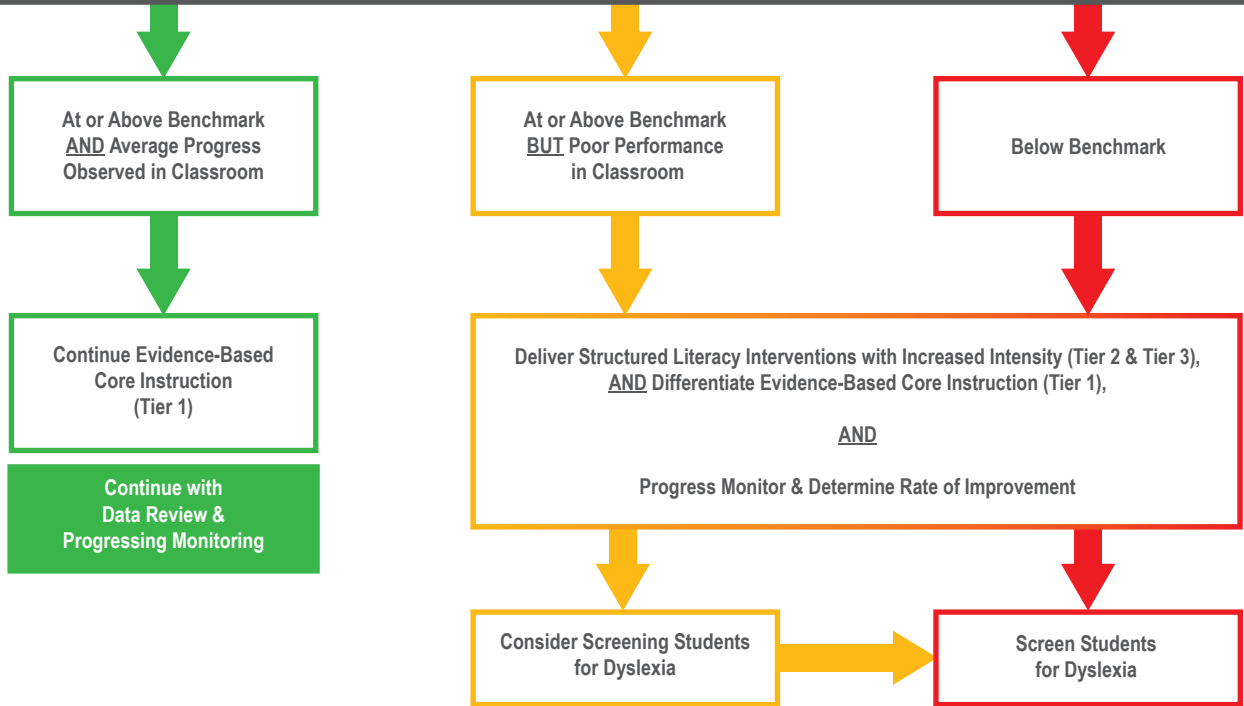 At or Above Benchmark
AND Average Progress
Observed in Classroom
At or Above Benchmark
BUT Poor Performance
in Classroom
Below Benchmark
Continue Evidence-Based
Core Instruction
(Tier 1)
Deliver Structured Literacy Interventions with Increased Intensity (Tier 2 & Tier 3),
AND Differentiate Evidence-Based Core Instruction (Tier 1),
AND
Progress Monitor & Determine Rate of Improvement
Continue with
Data Review &
Progressing Monitoring
Consider Screening Students
for Dyslexia
Screen Students
for Dyslexia